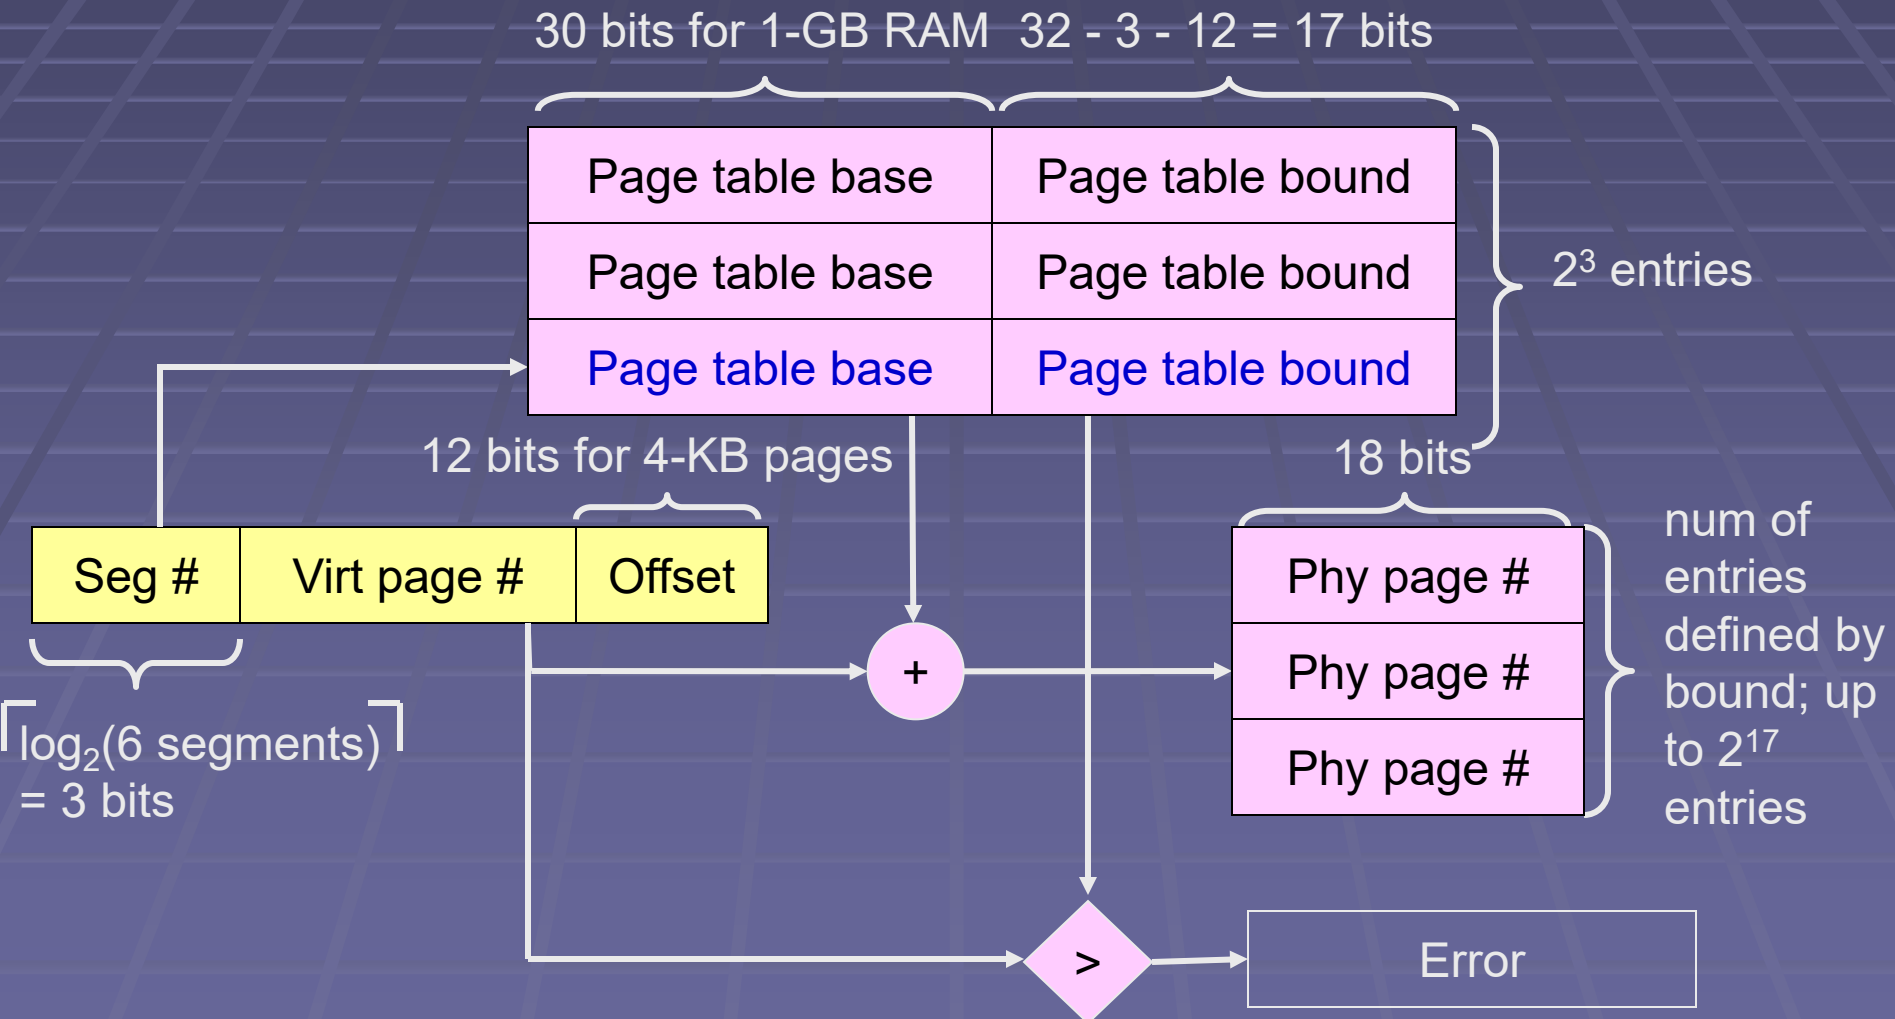 30 bits for 1-GB RAM 32 - 3 - 12 = 17 bits
Page table base Page table bound
Page table base Page table bound
2³ entries
Page table base Page table bound
12 bits for 4-KB pages
18 bits
Seg # Virt page # Offset
Phy page #
Phy page #
Phy page #
num of
entries
defined by
bound; up
to 2¹⁷
entries
+
⌈log₂(6 segments)⌉
= 3 bits
>
Error